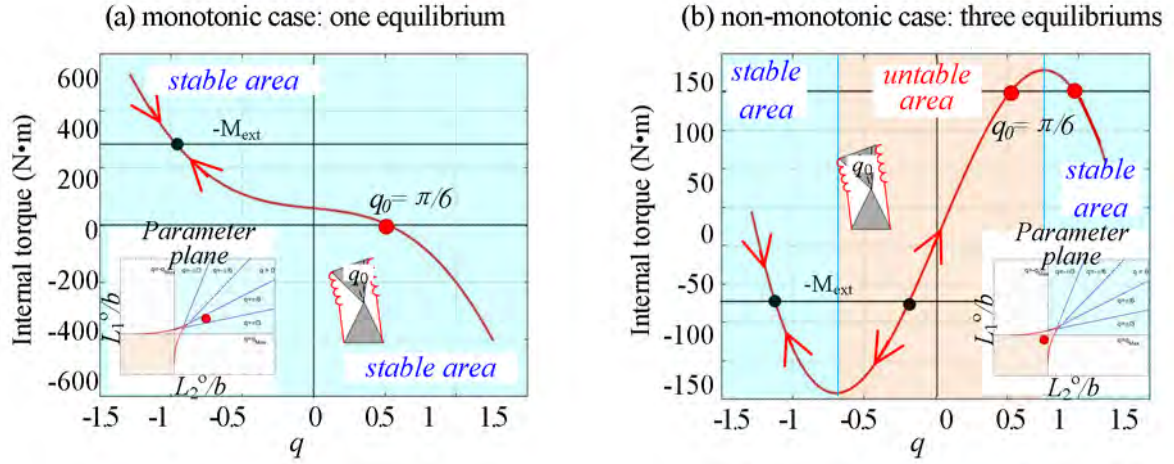 (a) monotonic case: one equilibrium
(b) non-monotonic case: three equilibriums
Internal torque (N•m)
600
400
200
0
-200
-400
-600
stable area
-Mext
q0= π/6
q0
Parameter
plane
L1°/b
L2°/b
stable area
-1.5
-1
-0.5
0
0.5
1
1.5
q
Internal torque (N•m)
150
100
50
0
-50
-100
-150
stable
area
untable
area
q0= π/6
q0
stable
area
-Mext
Parameter
plane
L1°/b
L2°/b
-1.5
-1
-0.5
0
0.5
1
1.5
q